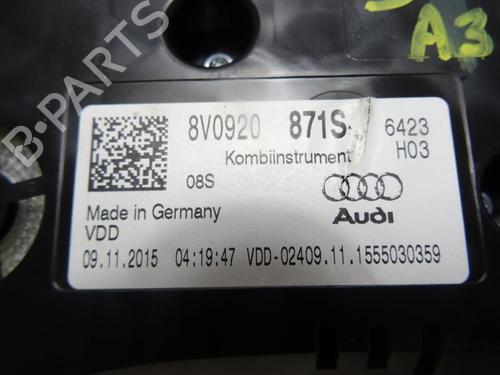 A3
8V0920 871S 6423
Kombiinstrument H03
08S
Audi
Made in Germany
VDD
09.11.2015 04:19:47 VDD-02409.11.1555030359
B-PARTS